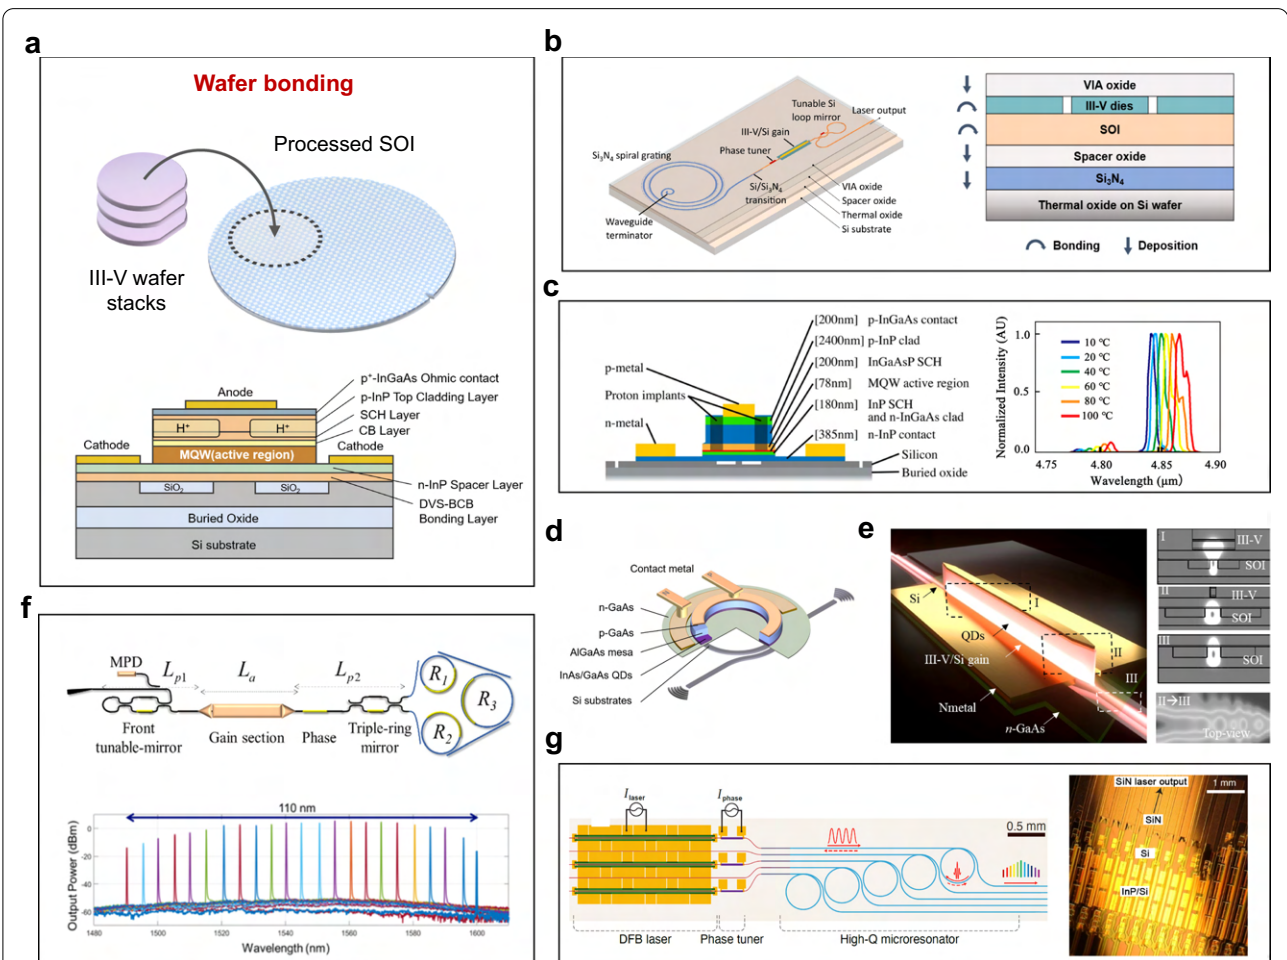 a
Wafer bonding
Processed SOI
III-V wafer
stacks
Anode
Cathode
Cathode
H⁺
H⁺
MQW(active region)
SiO₂
SiO₂
Buried Oxide
Si substrate
p⁺-InGaAs Ohmic contact
p-InP Top Cladding Layer
SCH Layer
CB Layer
n-InP Spacer Layer
DVS-BCB
Bonding Layer
b
Tunable Si
loop mirror
Laser output
III-V/Si gain
Phase tuner
Si₃N₄ spiral grating
Si/Si₃N₄
transition
Waveguide
terminator
VIA oxide
Spacer oxide
Thermal oxide
Si substrate
VIA oxide
III-V dies
SOI
Spacer oxide
Si₃N₄
Thermal oxide on Si wafer
Bonding
Deposition
c
p-metal
Proton implants
n-metal
[200nm] p-InGaAs contact
[2400nm] p-InP clad
[200nm] InGaAsP SCH
[78nm] MQW active region
[180nm] InP SCH
and n-InGaAs clad
[385nm] n-InP contact
Silicon
Buried oxide
Normalized Intensity (AU)
1.0
0.5
0.0
10 ℃
20 ℃
40 ℃
60 ℃
80 ℃
100 ℃
4.75 4.80 4.85 4.90
Wavelength (μm)
d
Contact metal
n-GaAs
p-GaAs
AlGaAs mesa
InAs/GaAs QDs
Si substrates
e
Si
QDs
III-V/Si gain
Nmetal
n-GaAs
I
II
III
I
III-V
SOI
II
III-V
SOI
III
SOI
II→III
Top-view
f
MPD
Lp1
La
Lp2
R1
R2
R3
Front
tunable-mirror
Gain section
Phase
Triple-ring
mirror
110 nm
Output Power (dBm)
0
-20
-40
-60
1480 1500 1520 1540 1560 1580 1600
Wavelength (nm)
g
Ilaser
Iphase
0.5 mm
DFB laser
Phase tuner
High-Q microresonator
SiN laser output
1 mm
SiN
Si
InP/Si